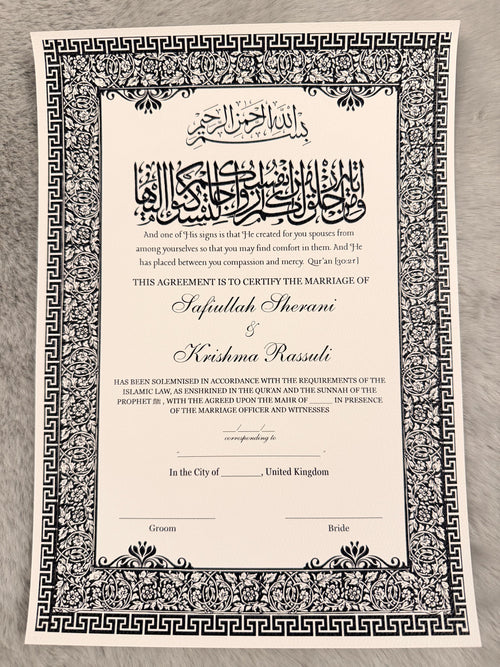 بسم الله الرحمن الرحيم
ومن آياته أن خلق لكم من أنفسكم أزواجا لتسكنوا إليها
And one of His signs is that He created for you spouses from
among yourselves so that you may find comfort in them. And He
has placed between you compassion and mercy. Qur'an (30:21)
THIS AGREEMENT IS TO CERTIFY THE MARRIAGE OF
Safiullah Sherani
&
Krishma Rassuli
HAS BEEN SOLEMNISED IN ACCORDANCE WITH THE REQUIREMENTS OF THE
ISLAMIC LAW, AS ENSHRINED IN THE QUR'AN AND THE SUNNAH OF THE
PROPHET ﷺ , WITH THE AGREED UPON THE MAHR OF ______ IN PRESENCE
OF THE MARRIAGE OFFICER AND WITNESSES
___/___/___
corresponding to
"______________________________"
In the City of ________, United Kingdom
Groom
Bride